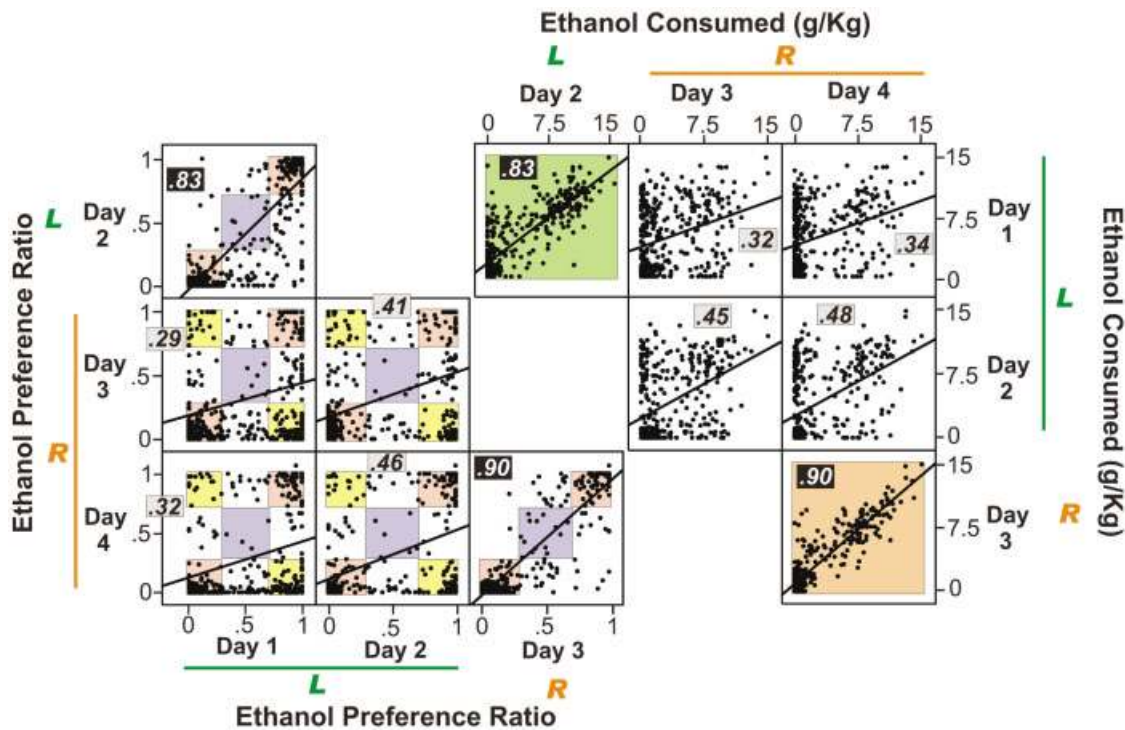 Ethanol Consumed (g/Kg)
L
R
Day 2
Day 3
Day 4
0 7.5 15
0 7.5 15
0 7.5 15
Ethanol Preference Ratio
L
R
Day
2
1
.5
0
.83
.83
.32
.34
15
7.5
0
Day
1
L
Ethanol Consumed (g/Kg)
Day
3
1
.5
0
.29
.41
.45
.48
15
7.5
0
Day
2
Day
4
1
.5
0
.32
.46
.90
.90
15
7.5
0
Day
3
R
0 .5 1
0 .5 1
0 .5 1
Day 1
Day 2
Day 3
L
R
Ethanol Preference Ratio